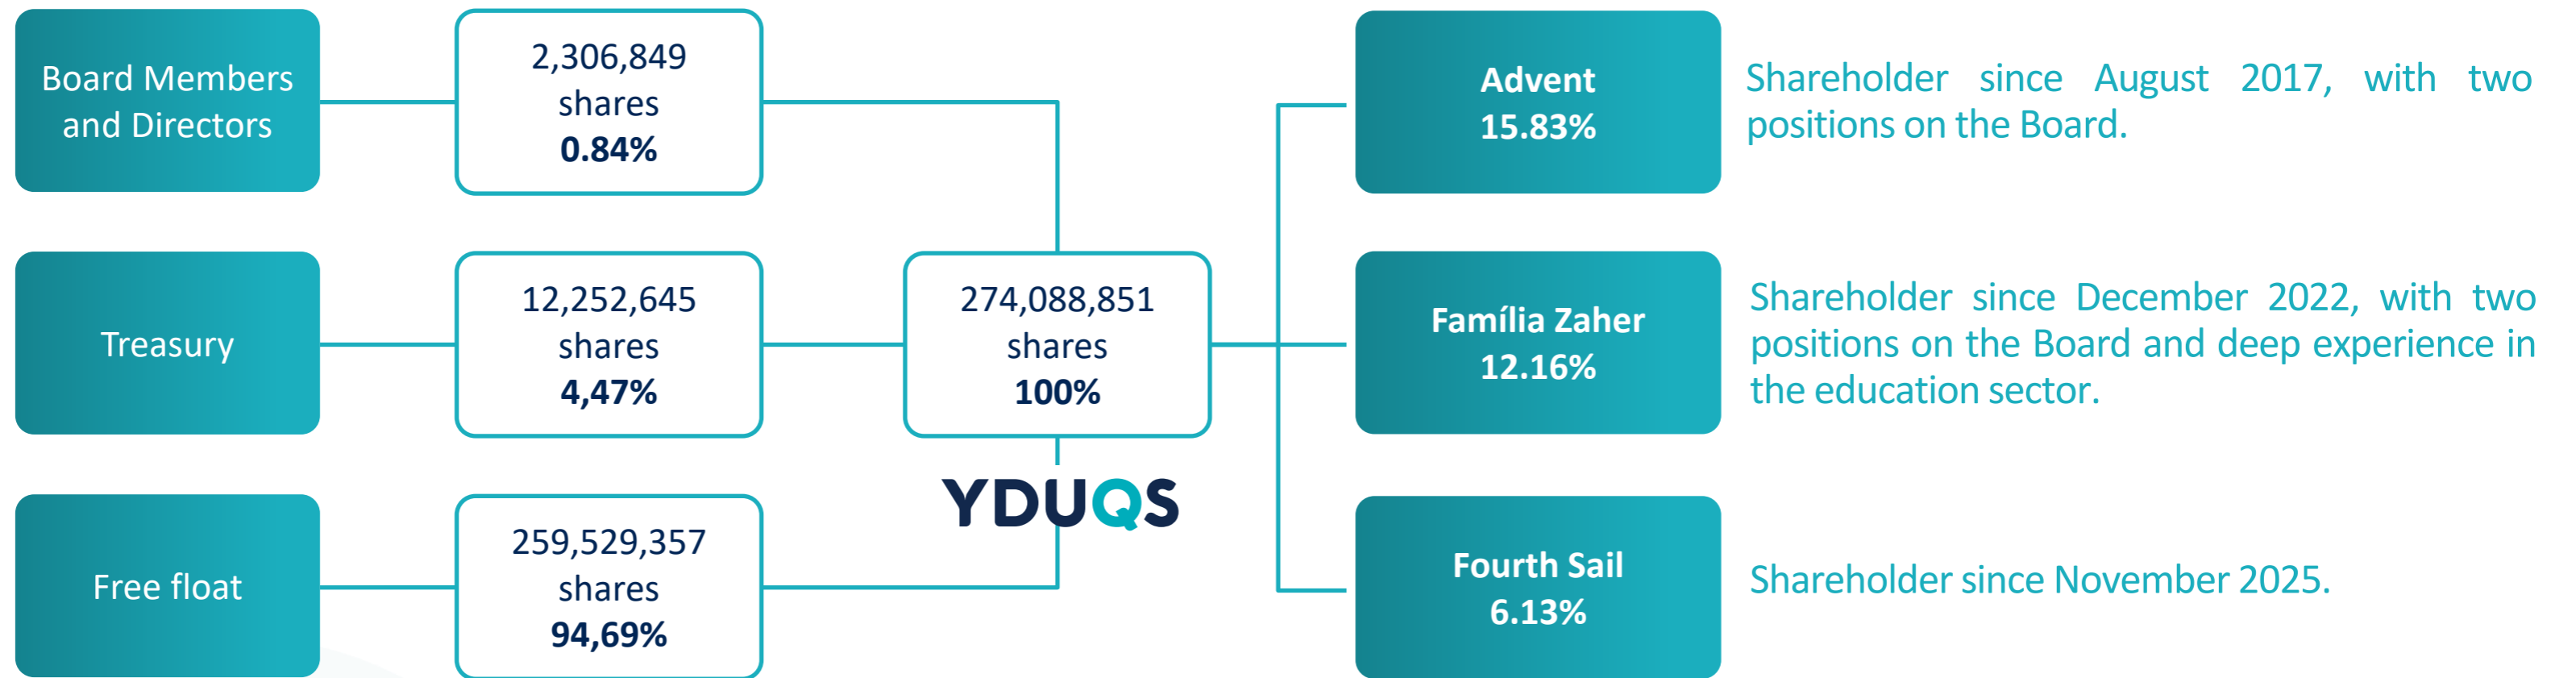 Board Members
and Directors
2,306,849
shares
0.84%
Treasury
12,252,645
shares
4,47%
Free float
259,529,357
shares
94,69%
274,088,851
shares
100%
YDUQS
Advent
15.83%
Shareholder since August 2017, with two
positions on the Board.
Família Zaher
12.16%
Shareholder since December 2022, with two
positions on the Board and deep experience in
the education sector.
Fourth Sail
6.13%
Shareholder since November 2025.